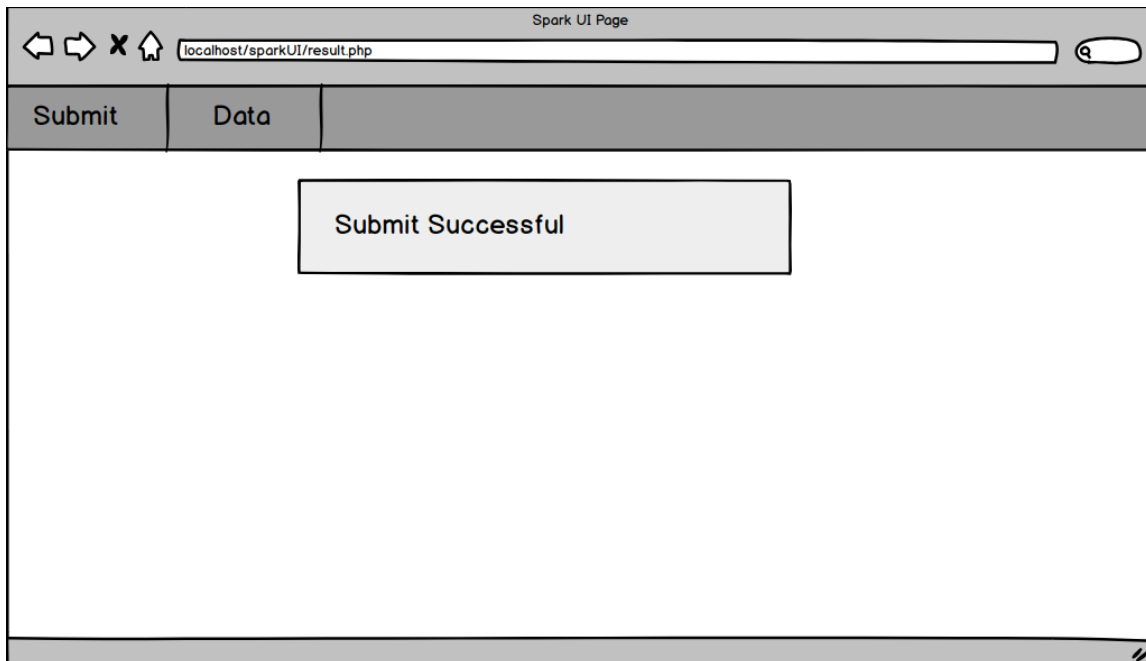 Spark UI Page
localhost/sparkUI/result.php
Submit
Data
Submit Successful